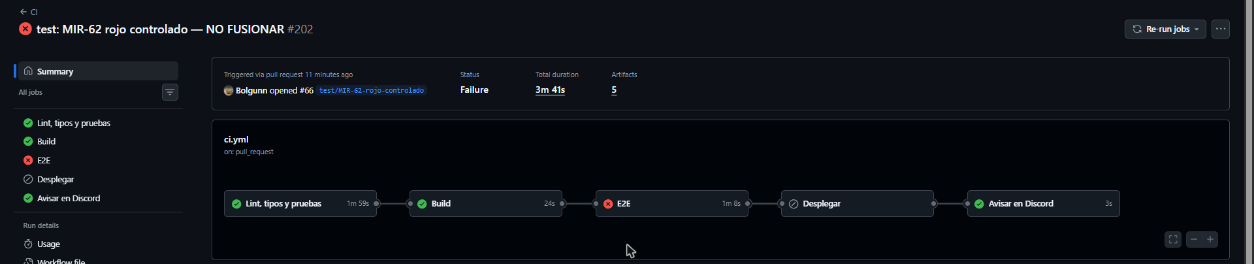 ← CI
test: MIR-62 rojo controlado — NO FUSIONAR #202
Re-run jobs
Summary
All jobs
Lint, tipos y pruebas
Build
E2E
Desplegar
Avisar en Discord
Run details
Usage
Workflow file
Triggered via pull request 11 minutes ago
Bolgunn opened #66 test/MIR-62-rojo-controlado
Status
Failure
Total duration
3m 41s
Artifacts
5
ci.yml
on: pull_request
Lint, tipos y pruebas 1m 59s
Build 24s
E2E 1m 8s
Desplegar
Avisar en Discord 3s